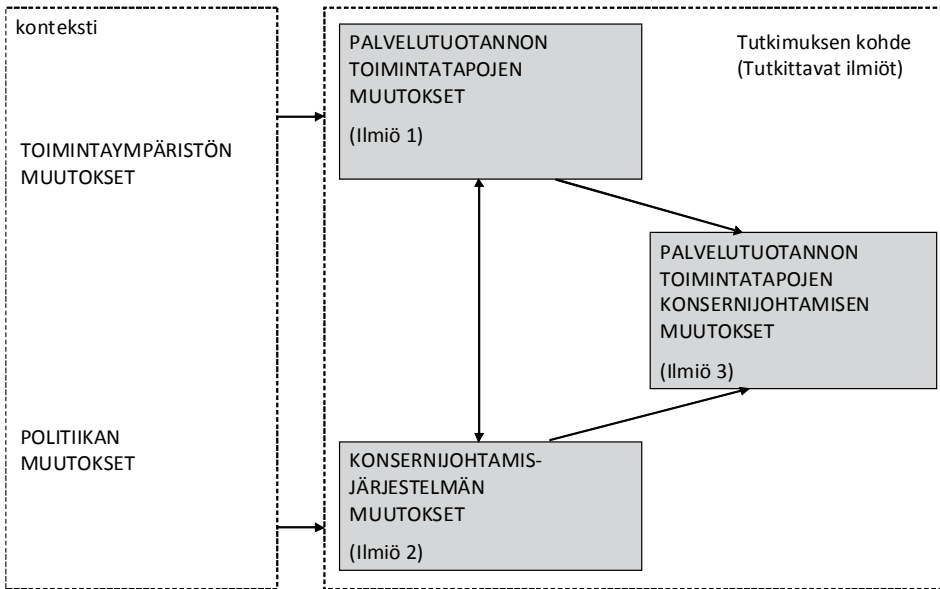 konteksti
TOIMINTAYMPÄRISTÖN
MUUTOKSET
POLITIIKAN
MUUTOKSET
PALVELUTUOTANNON
TOIMINTATAPOJEN
MUUTOKSET
(Ilmiö 1)
Tutkimuksen kohde
(Tutkittavat ilmiöt)
PALVELUTUOTANNON
TOIMINTATAPOJEN
KONSERNIJOHTAMISEN
MUUTOKSET
(Ilmiö 3)
KONSERNIJOHTAMIS-
JÄRJESTELMÄN
MUUTOKSET
(Ilmiö 2)